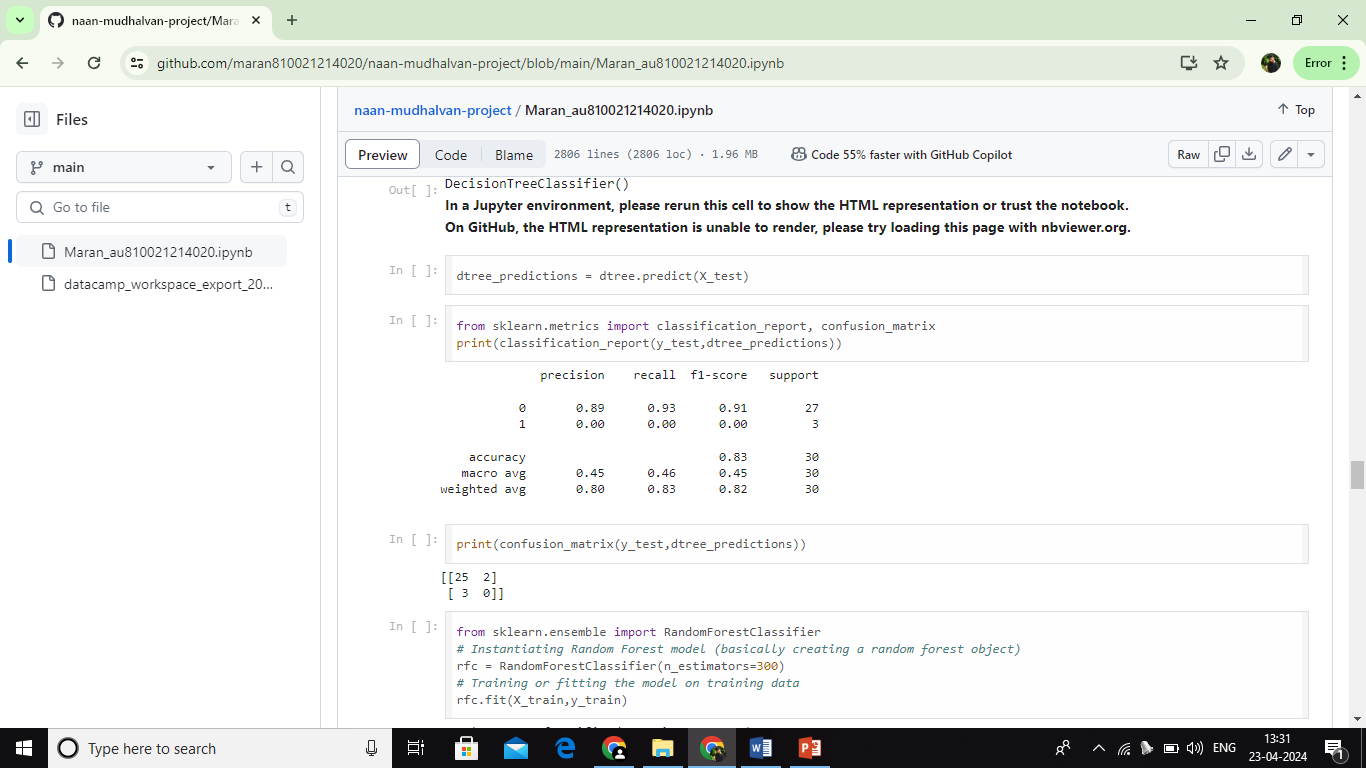 naan-mudhalvan-project/Mara
github.com/maran810021214020/naan-mudhalvan-project/blob/main/Maran_au810021214020.ipynb
Error
Files
main
Go to file
t
Maran_au810021214020.ipynb
datacamp_workspace_export_20...
naan-mudhalvan-project / Maran_au810021214020.ipynb
Top
Preview
Code
Blame
2806 lines (2806 loc) · 1.96 MB
Code 55% faster with GitHub Copilot
Raw
Out[ ]: DecisionTreeClassifier()
In a Jupyter environment, please rerun this cell to show the HTML representation or trust the notebook.
On GitHub, the HTML representation is unable to render, please try loading this page with nbviewer.org.
In [ ]: dtree_predictions = dtree.predict(X_test)
In [ ]: from sklearn.metrics import classification_report, confusion_matrix
print(classification_report(y_test,dtree_predictions))
precision recall f1-score support
0 0.89 0.93 0.91 27
1 0.00 0.00 0.00 3
accuracy 0.83 30
macro avg 0.45 0.46 0.45 30
weighted avg 0.80 0.83 0.82 30
In [ ]: print(confusion_matrix(y_test,dtree_predictions))
[[25 2]
[ 3 0]]
In [ ]: from sklearn.ensemble import RandomForestClassifier
# Instantiating Random Forest model (basically creating a random forest object)
rfc = RandomForestClassifier(n_estimators=300)
# Training or fitting the model on training data
rfc.fit(X_train,y_train)
Type here to search
ENG
13:31
23-04-2024
1